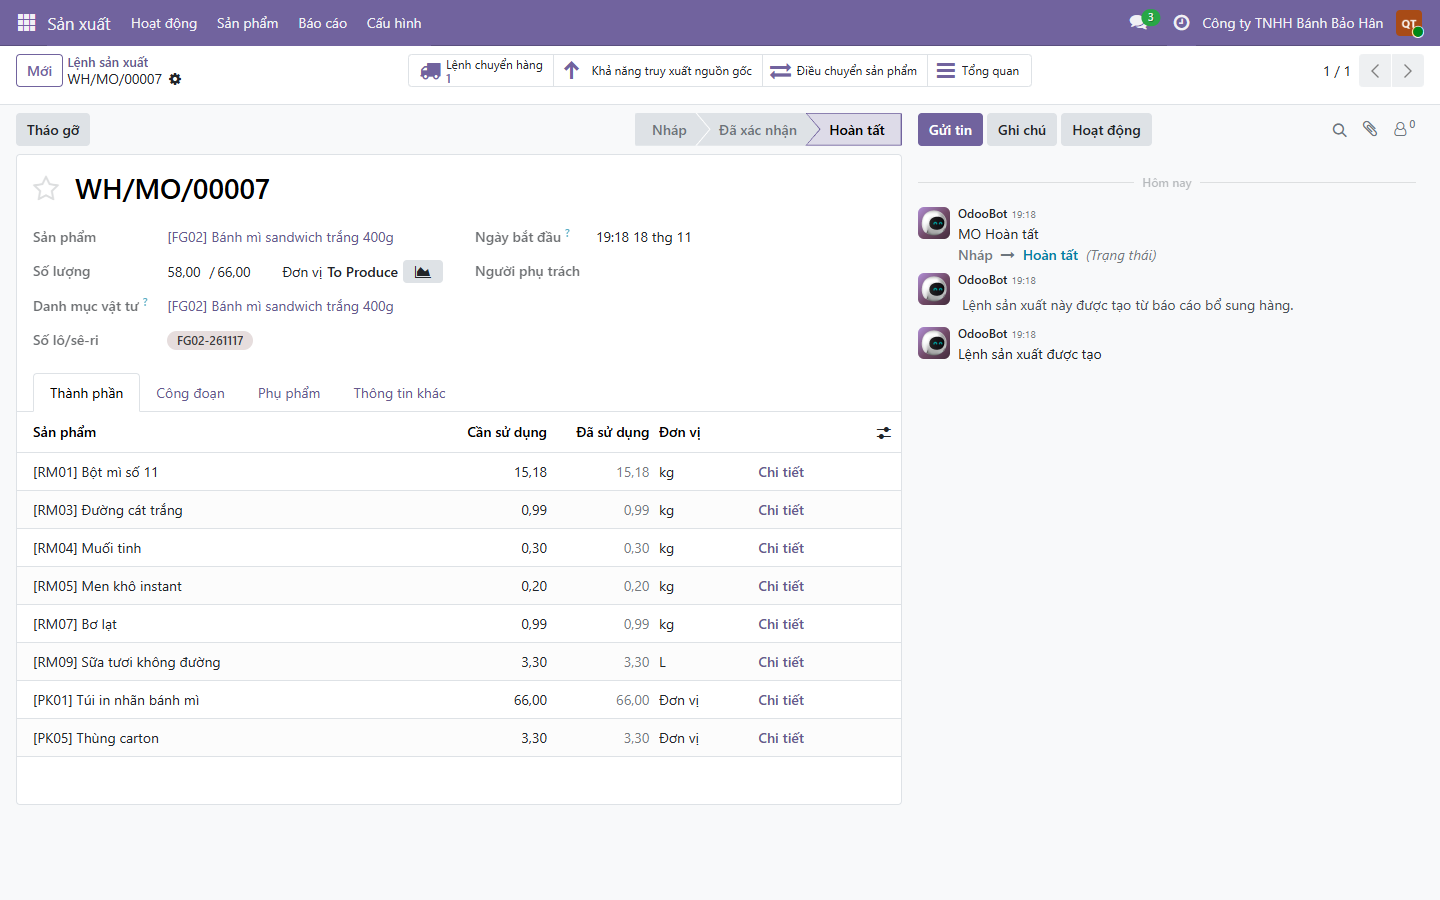 Sản xuất Hoạt động Sản phẩm Báo cáo Cấu hình 3 Công ty TNHH Bánh Bảo Hân QT
Mới Lệnh sản xuất
WH/MO/00007
Lệnh chuyển hàng 1 Khả năng truy xuất nguồn gốc Điều chuyển sản phẩm Tổng quan 1 / 1
Tháo gỡ Nháp Đã xác nhận Hoàn tất Gửi tin Ghi chú Hoạt động 0
WH/MO/00007
Sản phẩm [FG02] Bánh mì sandwich trắng 400g
Ngày bắt đầu ? 19:18 18 thg 11
Số lượng 58,00 / 66,00 Đơn vị To Produce
Người phụ trách
Danh mục vật tư ? [FG02] Bánh mì sandwich trắng 400g
Số lô/sê-ri FG02-261117
Thành phần Công đoạn Phụ phẩm Thông tin khác
Sản phẩm Cần sử dụng Đã sử dụng Đơn vị
[RM01] Bột mì số 11 15,18 15,18 kg Chi tiết
[RM03] Đường cát trắng 0,99 0,99 kg Chi tiết
[RM04] Muối tinh 0,30 0,30 kg Chi tiết
[RM05] Men khô instant 0,20 0,20 kg Chi tiết
[RM07] Bơ lạt 0,99 0,99 kg Chi tiết
[RM09] Sữa tươi không đường 3,30 3,30 L Chi tiết
[PK01] Túi in nhãn bánh mì 66,00 66,00 Đơn vị Chi tiết
[PK05] Thùng carton 3,30 3,30 Đơn vị Chi tiết
Hôm nay
OdooBot 19:18
MO Hoàn tất
Nháp → Hoàn tất (Trạng thái)
OdooBot 19:18
Lệnh sản xuất này được tạo từ báo cáo bổ sung hàng.
OdooBot 19:18
Lệnh sản xuất được tạo